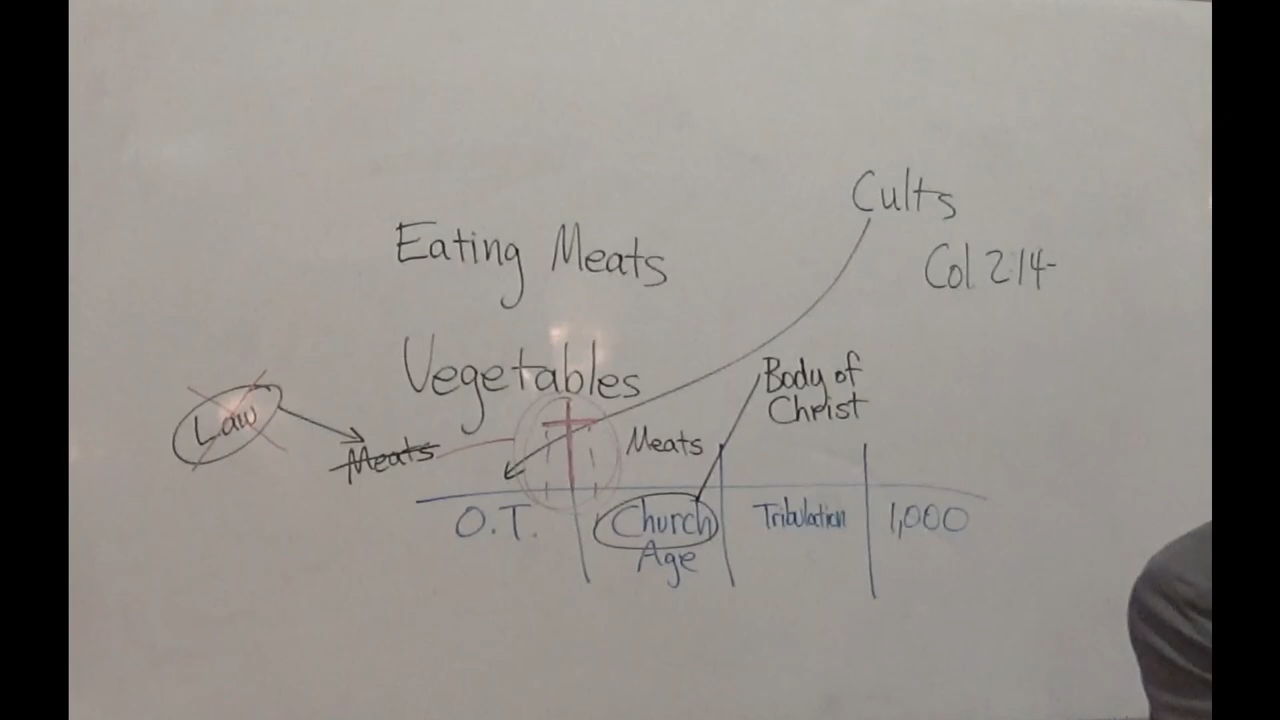 Cults
Eating Meats
Col 2:14-
Vegetables
Body of
Christ
Law
Meats
Meats
O.T.
Church
Age
Tribulation
1,000